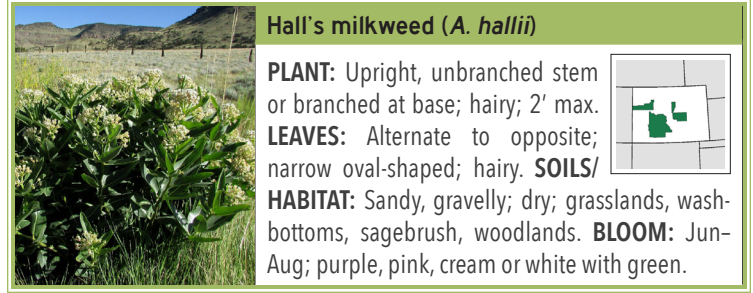 Hall's milkweed (A. hallii)
PLANT: Upright, unbranched stem
or branched at base; hairy; 2′ max.
LEAVES: Alternate to opposite;
narrow oval-shaped; hairy. SOILS/
HABITAT: Sandy, gravelly; dry; grasslands, wash-
bottoms, sagebrush, woodlands. BLOOM: Jun–
Aug; purple, pink, cream or white with green.